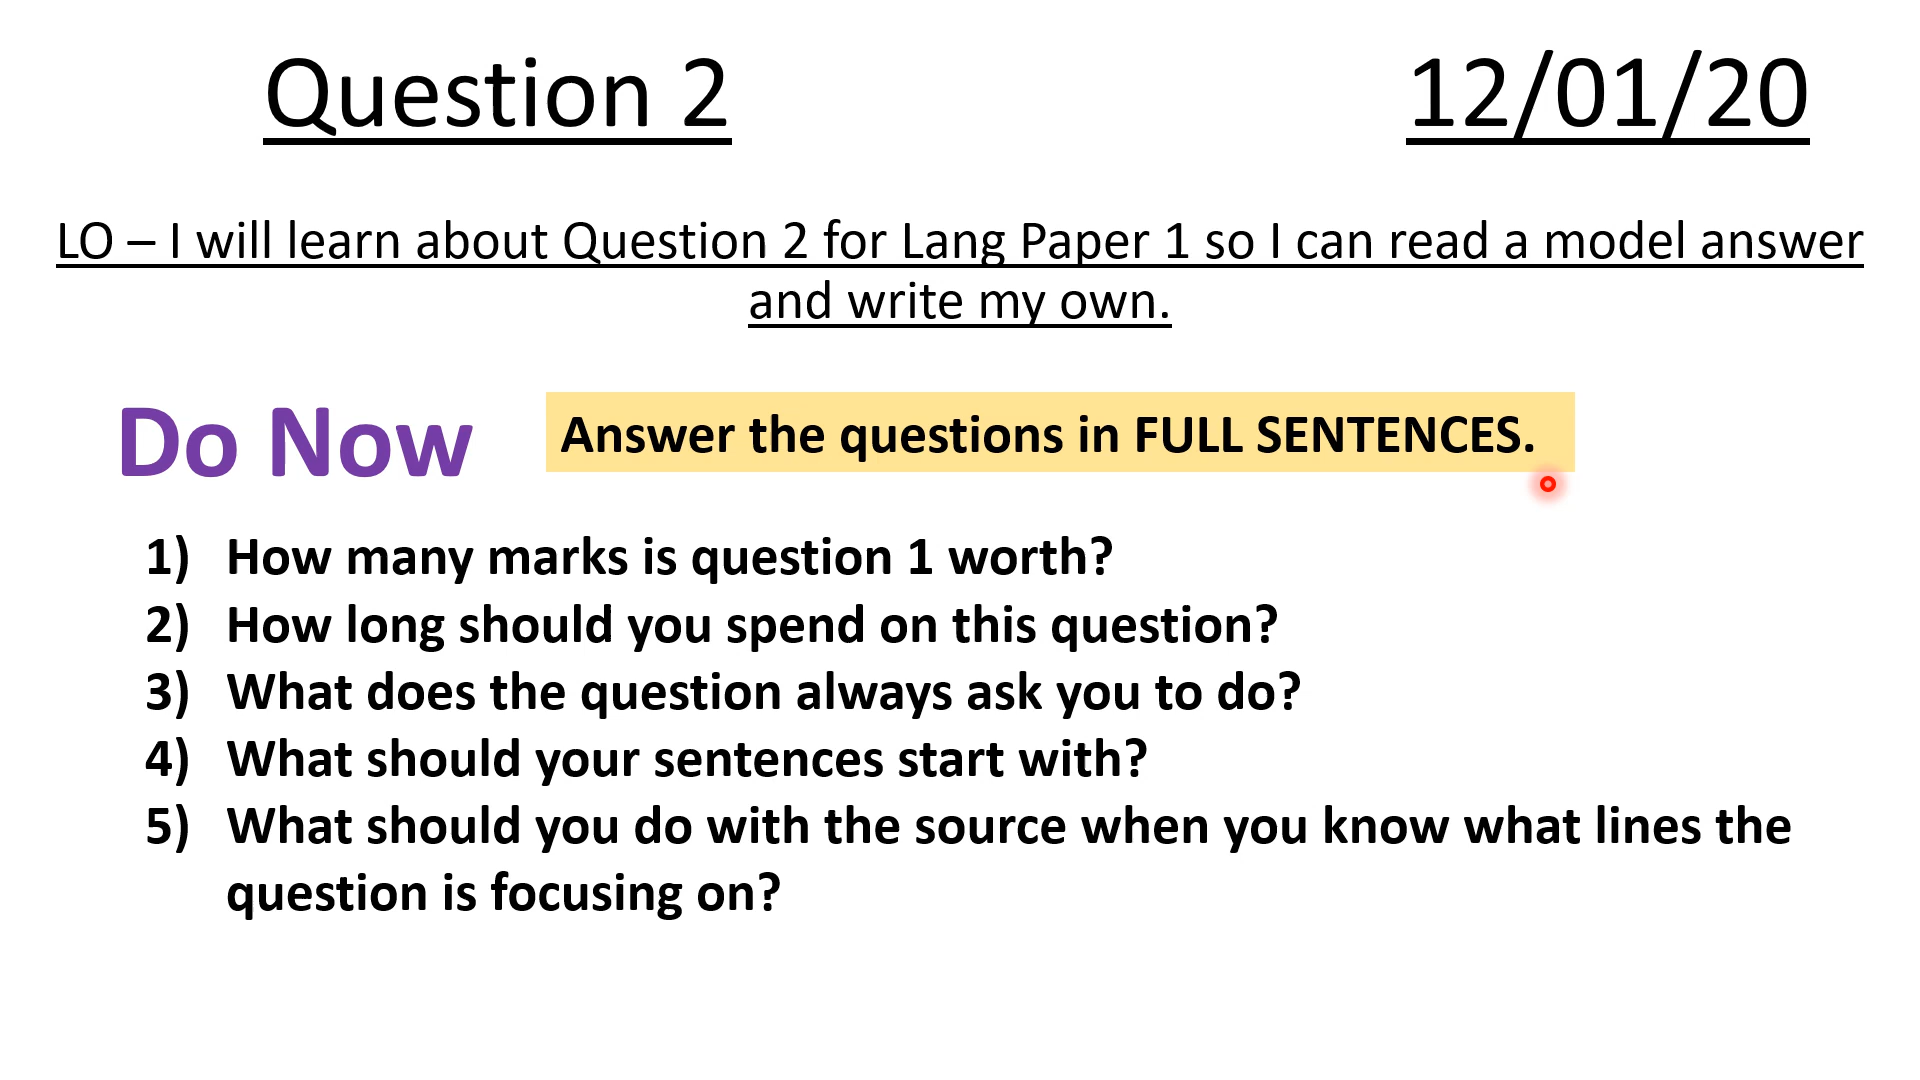 Question 2
12/01/20
LO – I will learn about Question 2 for Lang Paper 1 so I can read a model answer
and write my own.
Do Now
Answer the questions in FULL SENTENCES.
1) How many marks is question 1 worth?
2) How long should you spend on this question?
3) What does the question always ask you to do?
4) What should your sentences start with?
5) What should you do with the source when you know what lines the
question is focusing on?